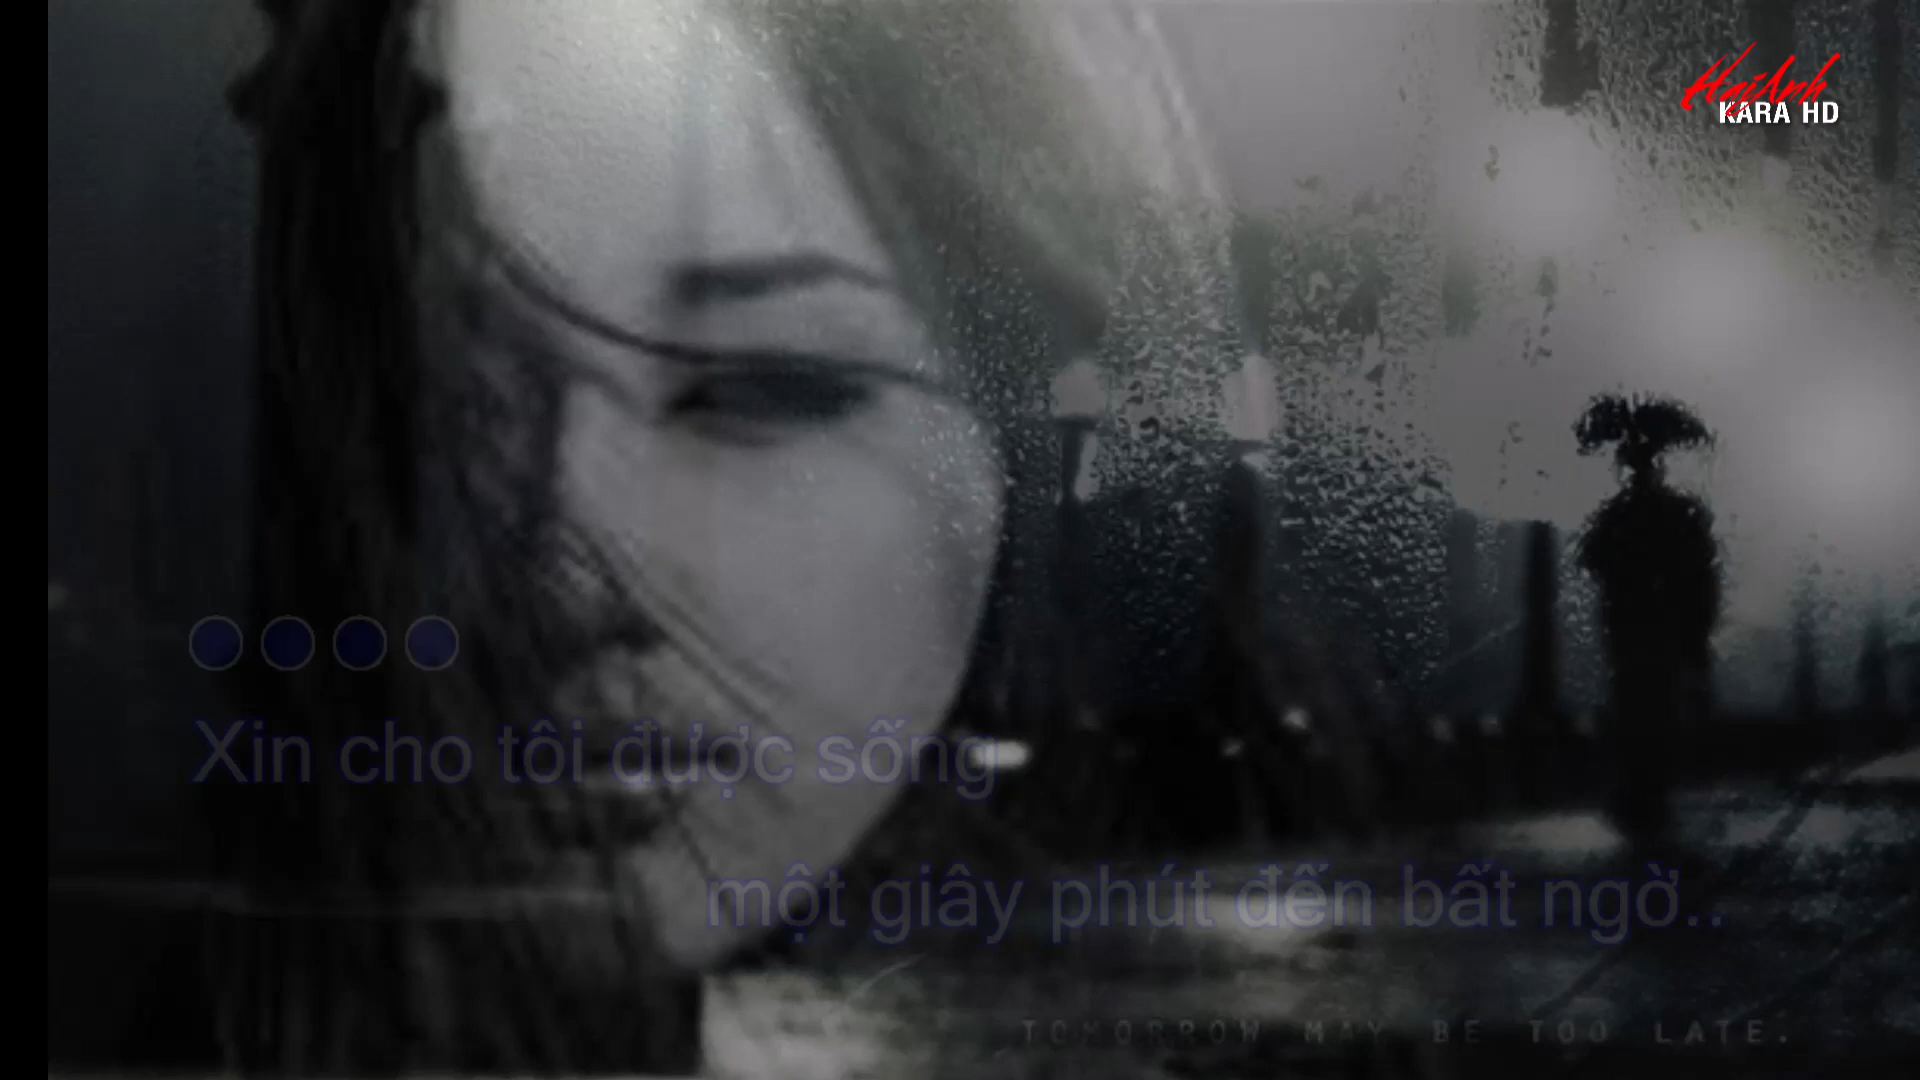 HaiAnh
KARA HD
Xin cho tôi được sống
một giây phút đến bất ngờ..
TOMORROW MAY BE TOO LATE.